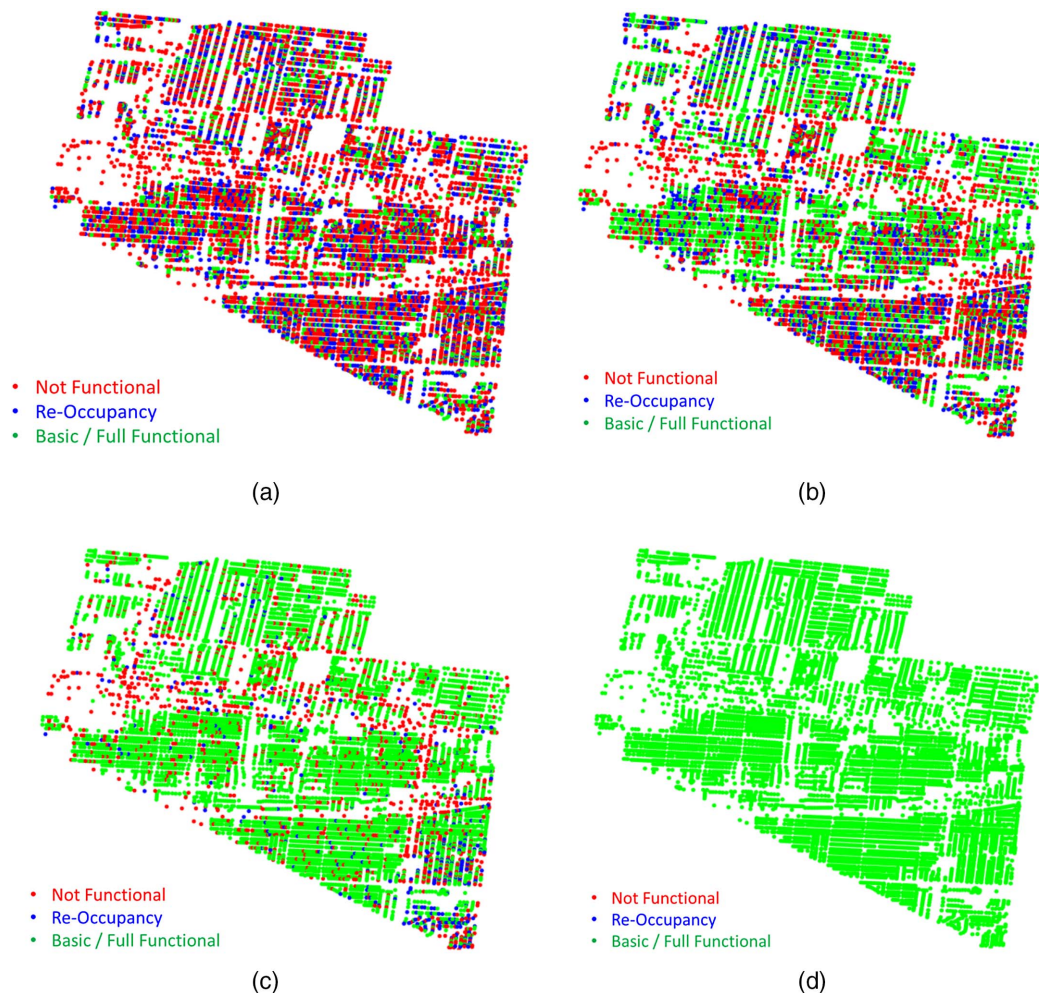 • Not Functional
• Re-Occupancy
• Basic / Full Functional
(a)
• Not Functional
• Re-Occupancy
• Basic / Full Functional
(b)
• Not Functional
• Re-Occupancy
• Basic / Full Functional
(c)
• Not Functional
• Re-Occupancy
• Basic / Full Functional
(d)